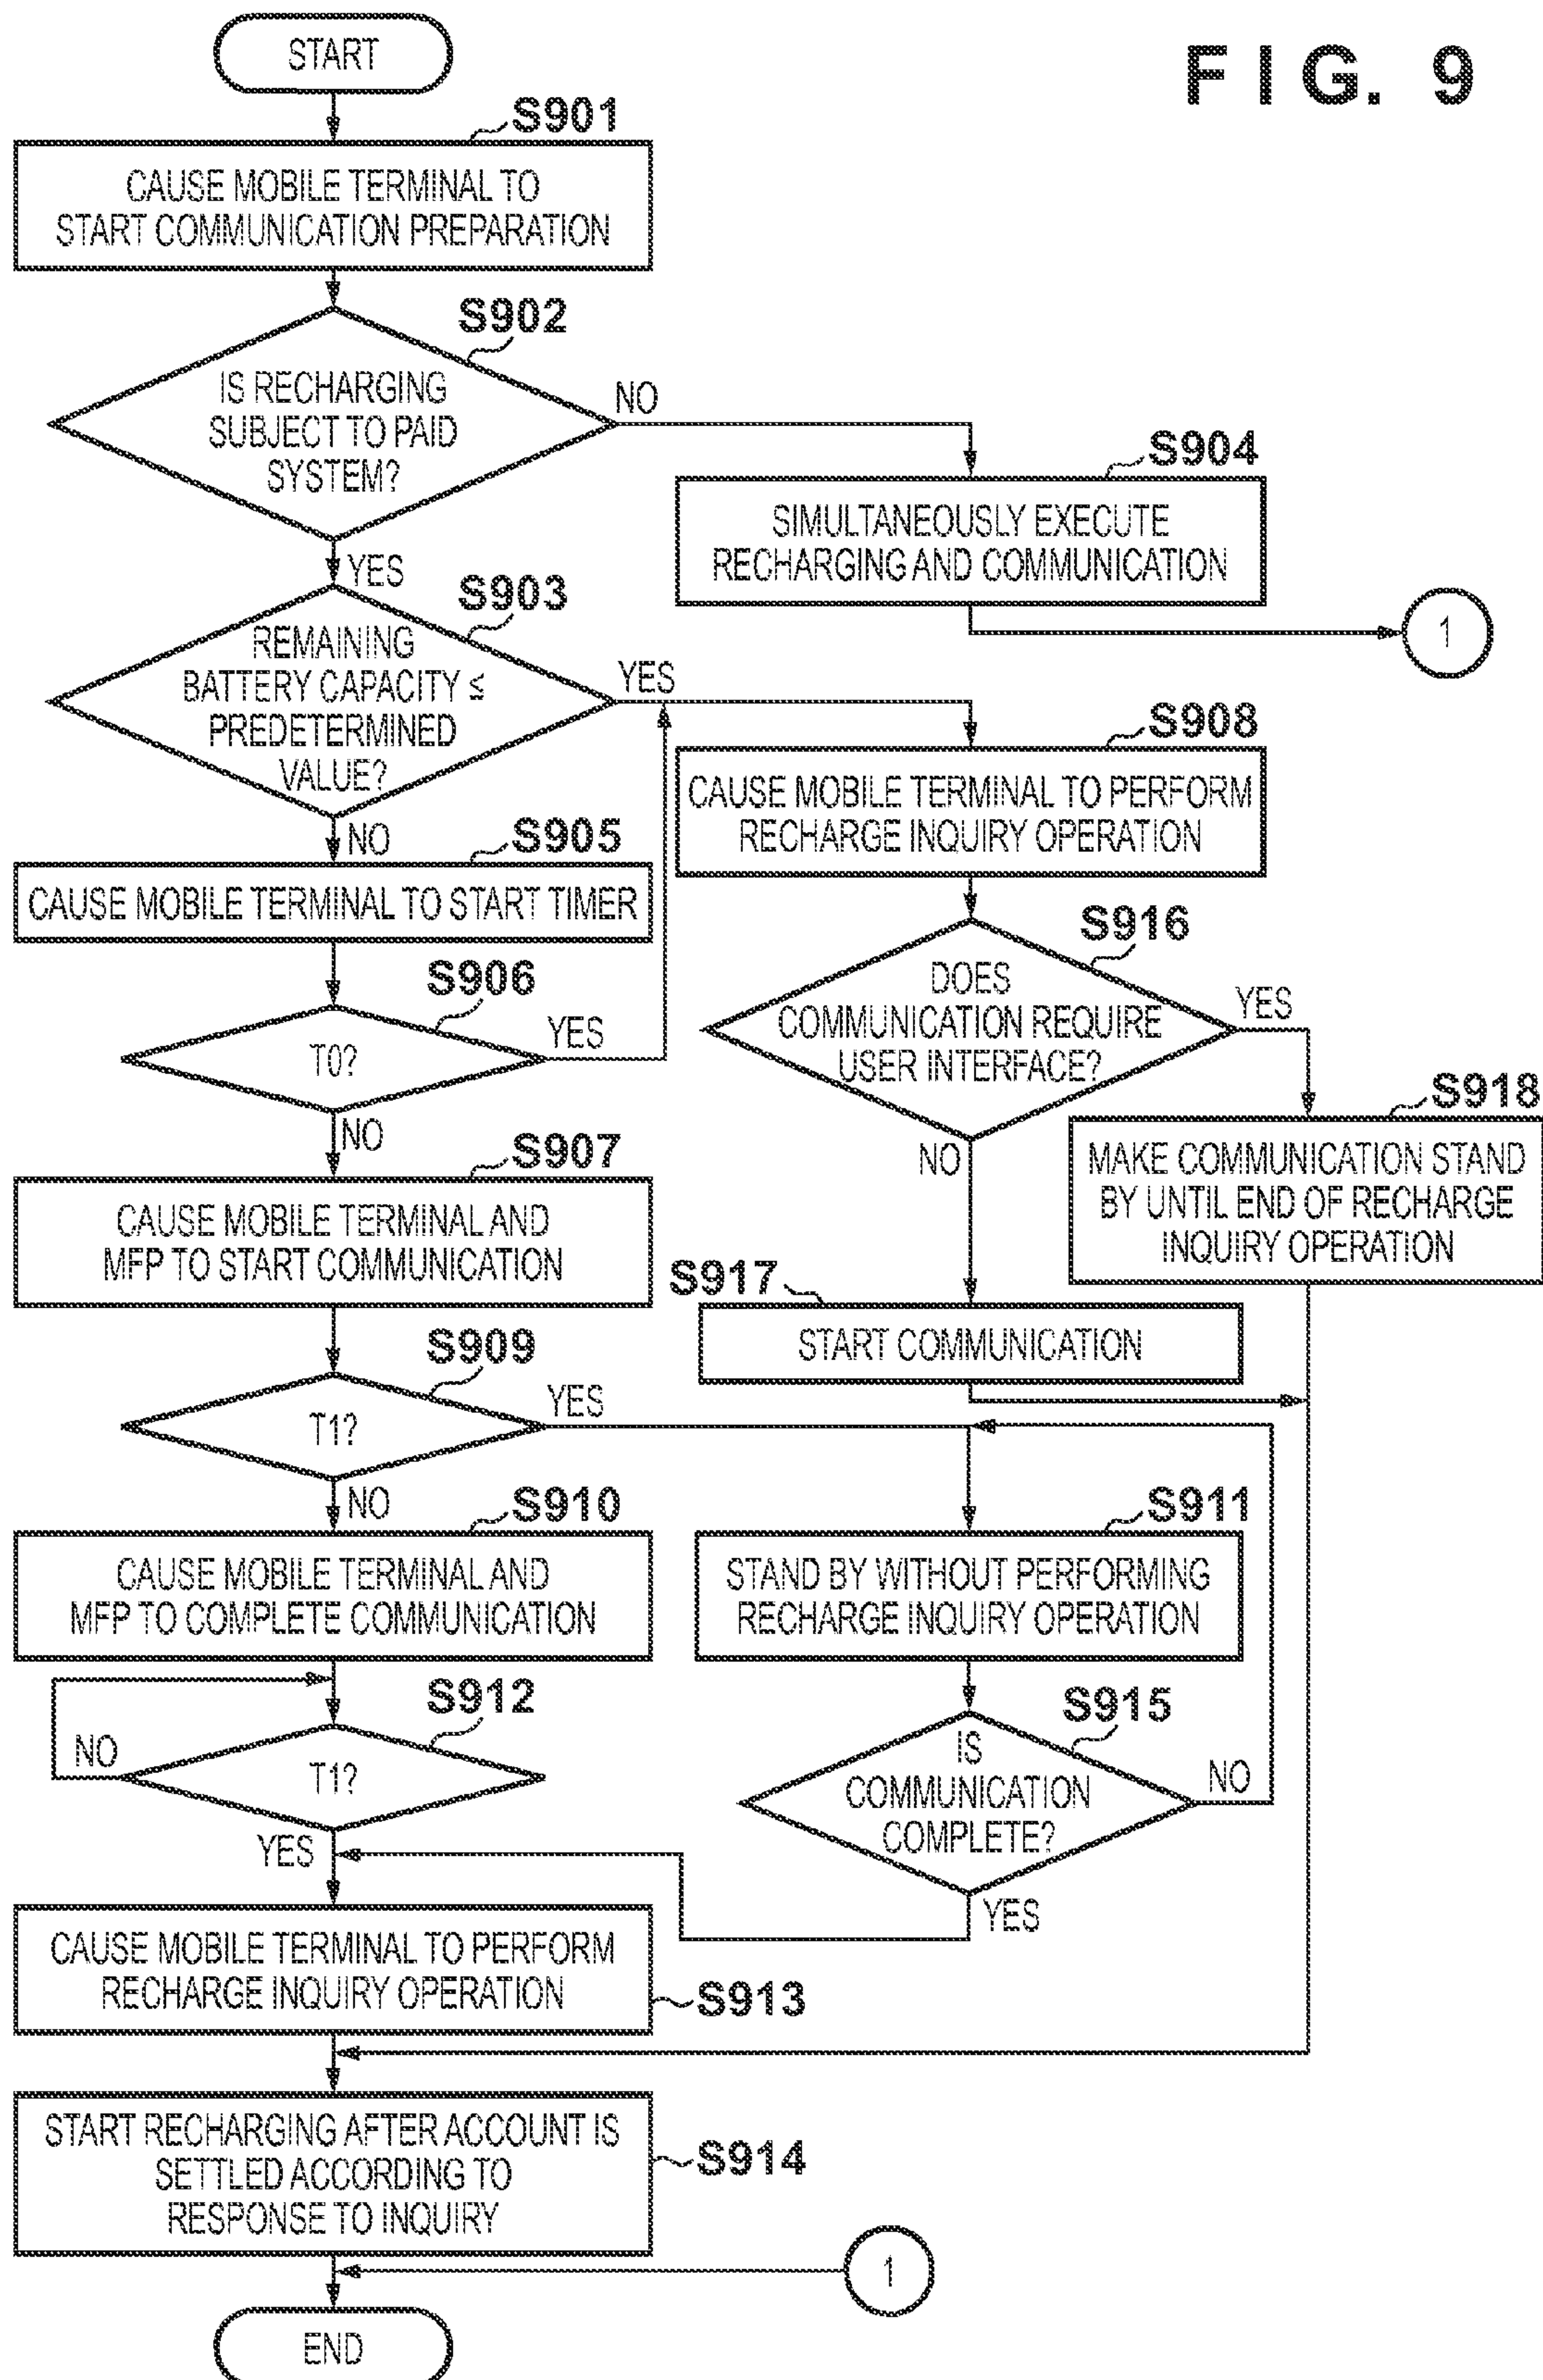 FIG. 9
START
S901
CAUSE MOBILE TERMINAL TO
START COMMUNICATION PREPARATION
S902
IS RECHARGING
SUBJECT TO PAID
SYSTEM?
NO
YES
S904
SIMULTANEOUSLY EXECUTE
RECHARGING AND COMMUNICATION
1
S903
REMAINING
BATTERY CAPACITY ≤
PREDETERMINED
VALUE?
YES
NO
S908
CAUSE MOBILE TERMINAL TO PERFORM
RECHARGE INQUIRY OPERATION
S905
CAUSE MOBILE TERMINAL TO START TIMER
S906
T0?
YES
NO
S916
DOES
COMMUNICATION REQUIRE
USER INTERFACE?
YES
NO
S918
MAKE COMMUNICATION STAND
BY UNTIL END OF RECHARGE
INQUIRY OPERATION
S907
CAUSE MOBILE TERMINAL AND
MFP TO START COMMUNICATION
S917
START COMMUNICATION
S909
T1?
YES
NO
S910
CAUSE MOBILE TERMINAL AND
MFP TO COMPLETE COMMUNICATION
S911
STAND BY WITHOUT PERFORMING
RECHARGE INQUIRY OPERATION
S912
T1?
NO
YES
S915
IS
COMMUNICATION
COMPLETE?
NO
YES
CAUSE MOBILE TERMINAL TO PERFORM
RECHARGE INQUIRY OPERATION
S913
START RECHARGING AFTER ACCOUNT IS
SETTLED ACCORDING TO
RESPONSE TO INQUIRY
S914
1
END